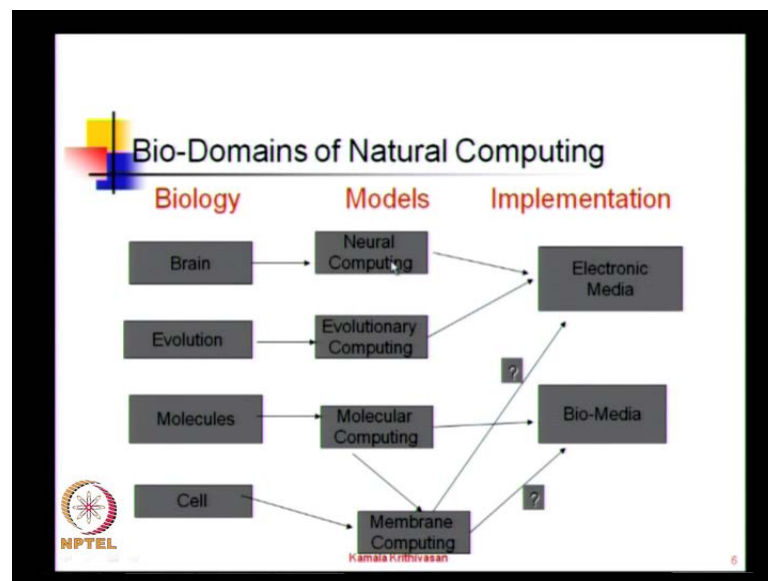 Bio-Domains of Natural Computing
Biology
Models
Implementation
Brain
Neural
Computing
Electronic
Media
Evolution
Evolutionary
Computing
?
Molecules
Molecular
Computing
Bio-Media
Cell
?
Membrane
Computing
NPTEL
Kamala Krithivasan
6